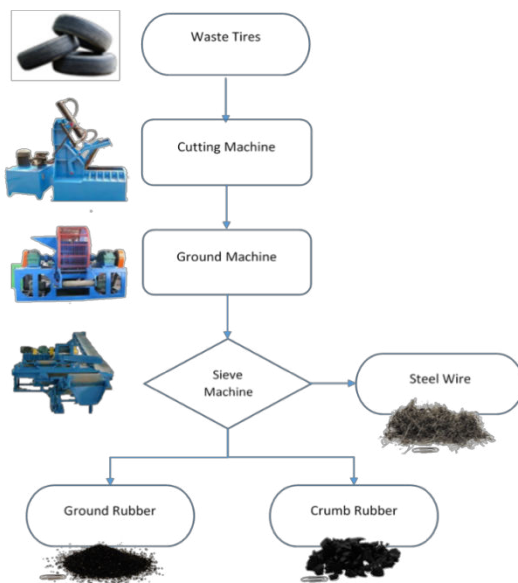 Waste Tires
Cutting Machine
Ground Machine
Sieve
Machine
Steel Wire
Ground Rubber
Crumb Rubber